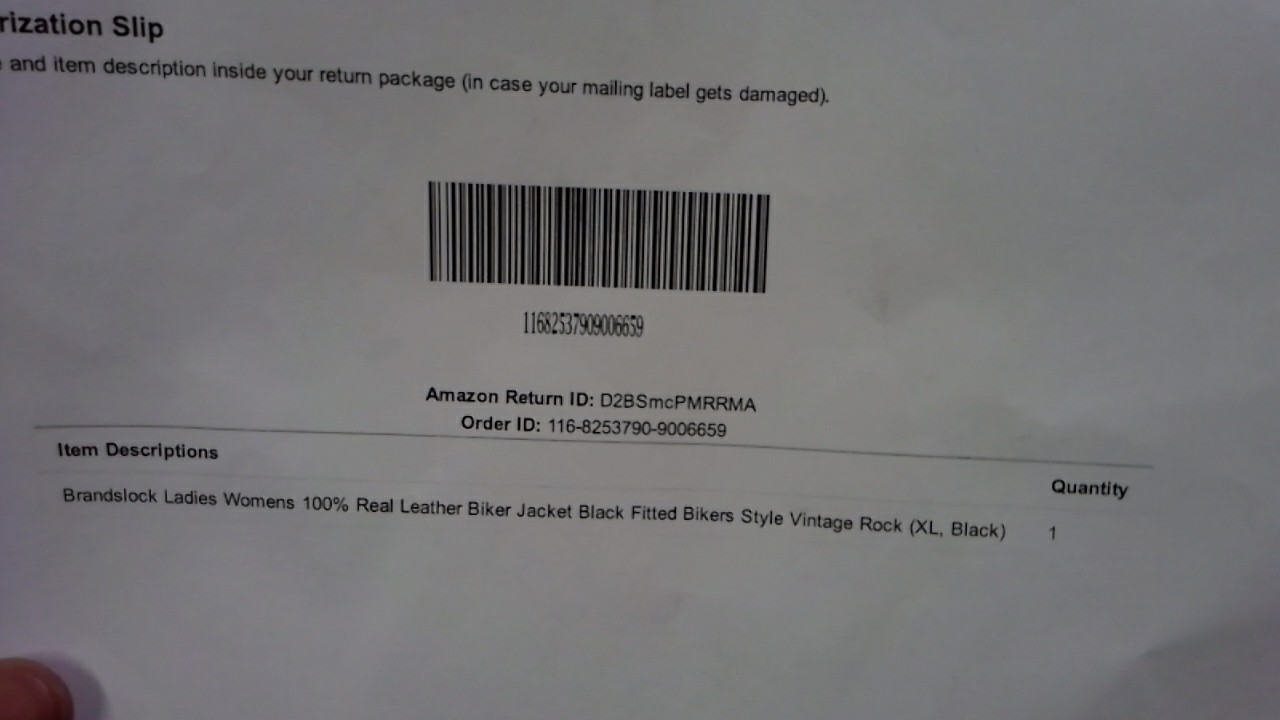 rization Slip
and item description inside your return package (in case your mailing label gets damaged).
11682537909006659
Amazon Return ID: D2BSmcPMRRMA
Order ID: 116-8253790-9006659
Item Descriptions
Quantity
Brandslock Ladies Womens 100% Real Leather Biker Jacket Black Fitted Bikers Style Vintage Rock (XL, Black) 1